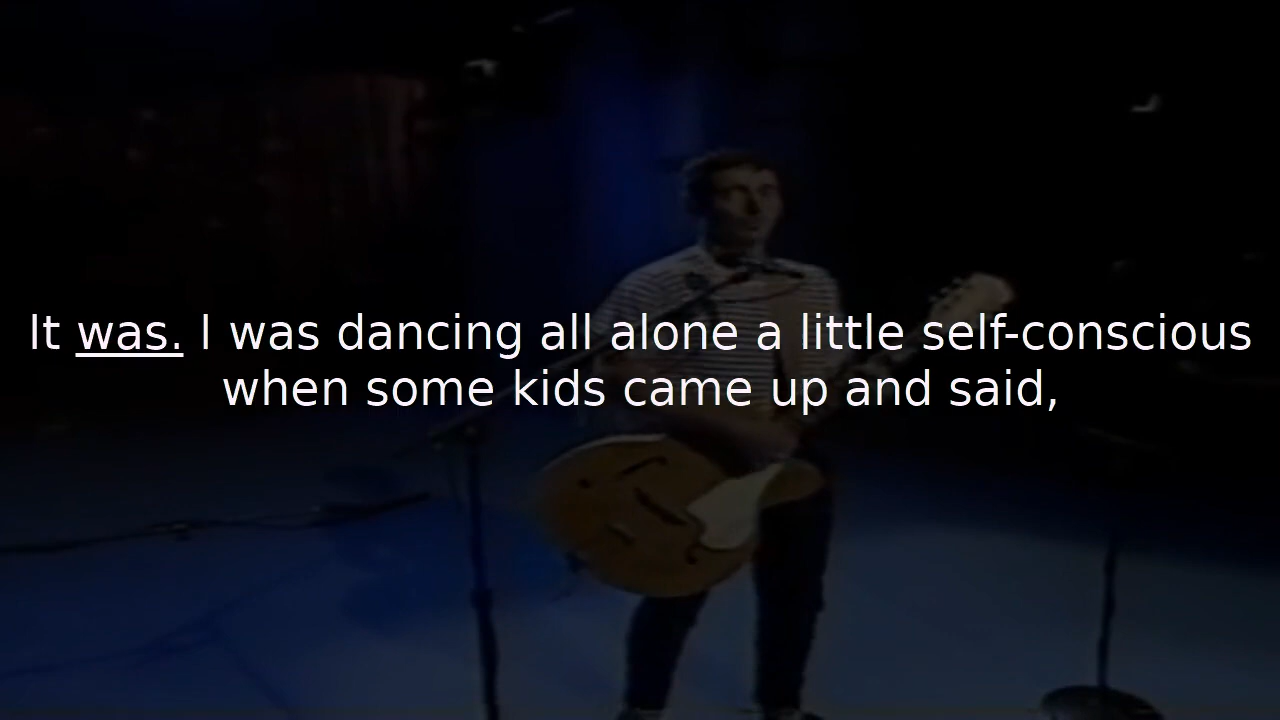 It was. I was dancing all alone a little self-conscious
when some kids came up and said,